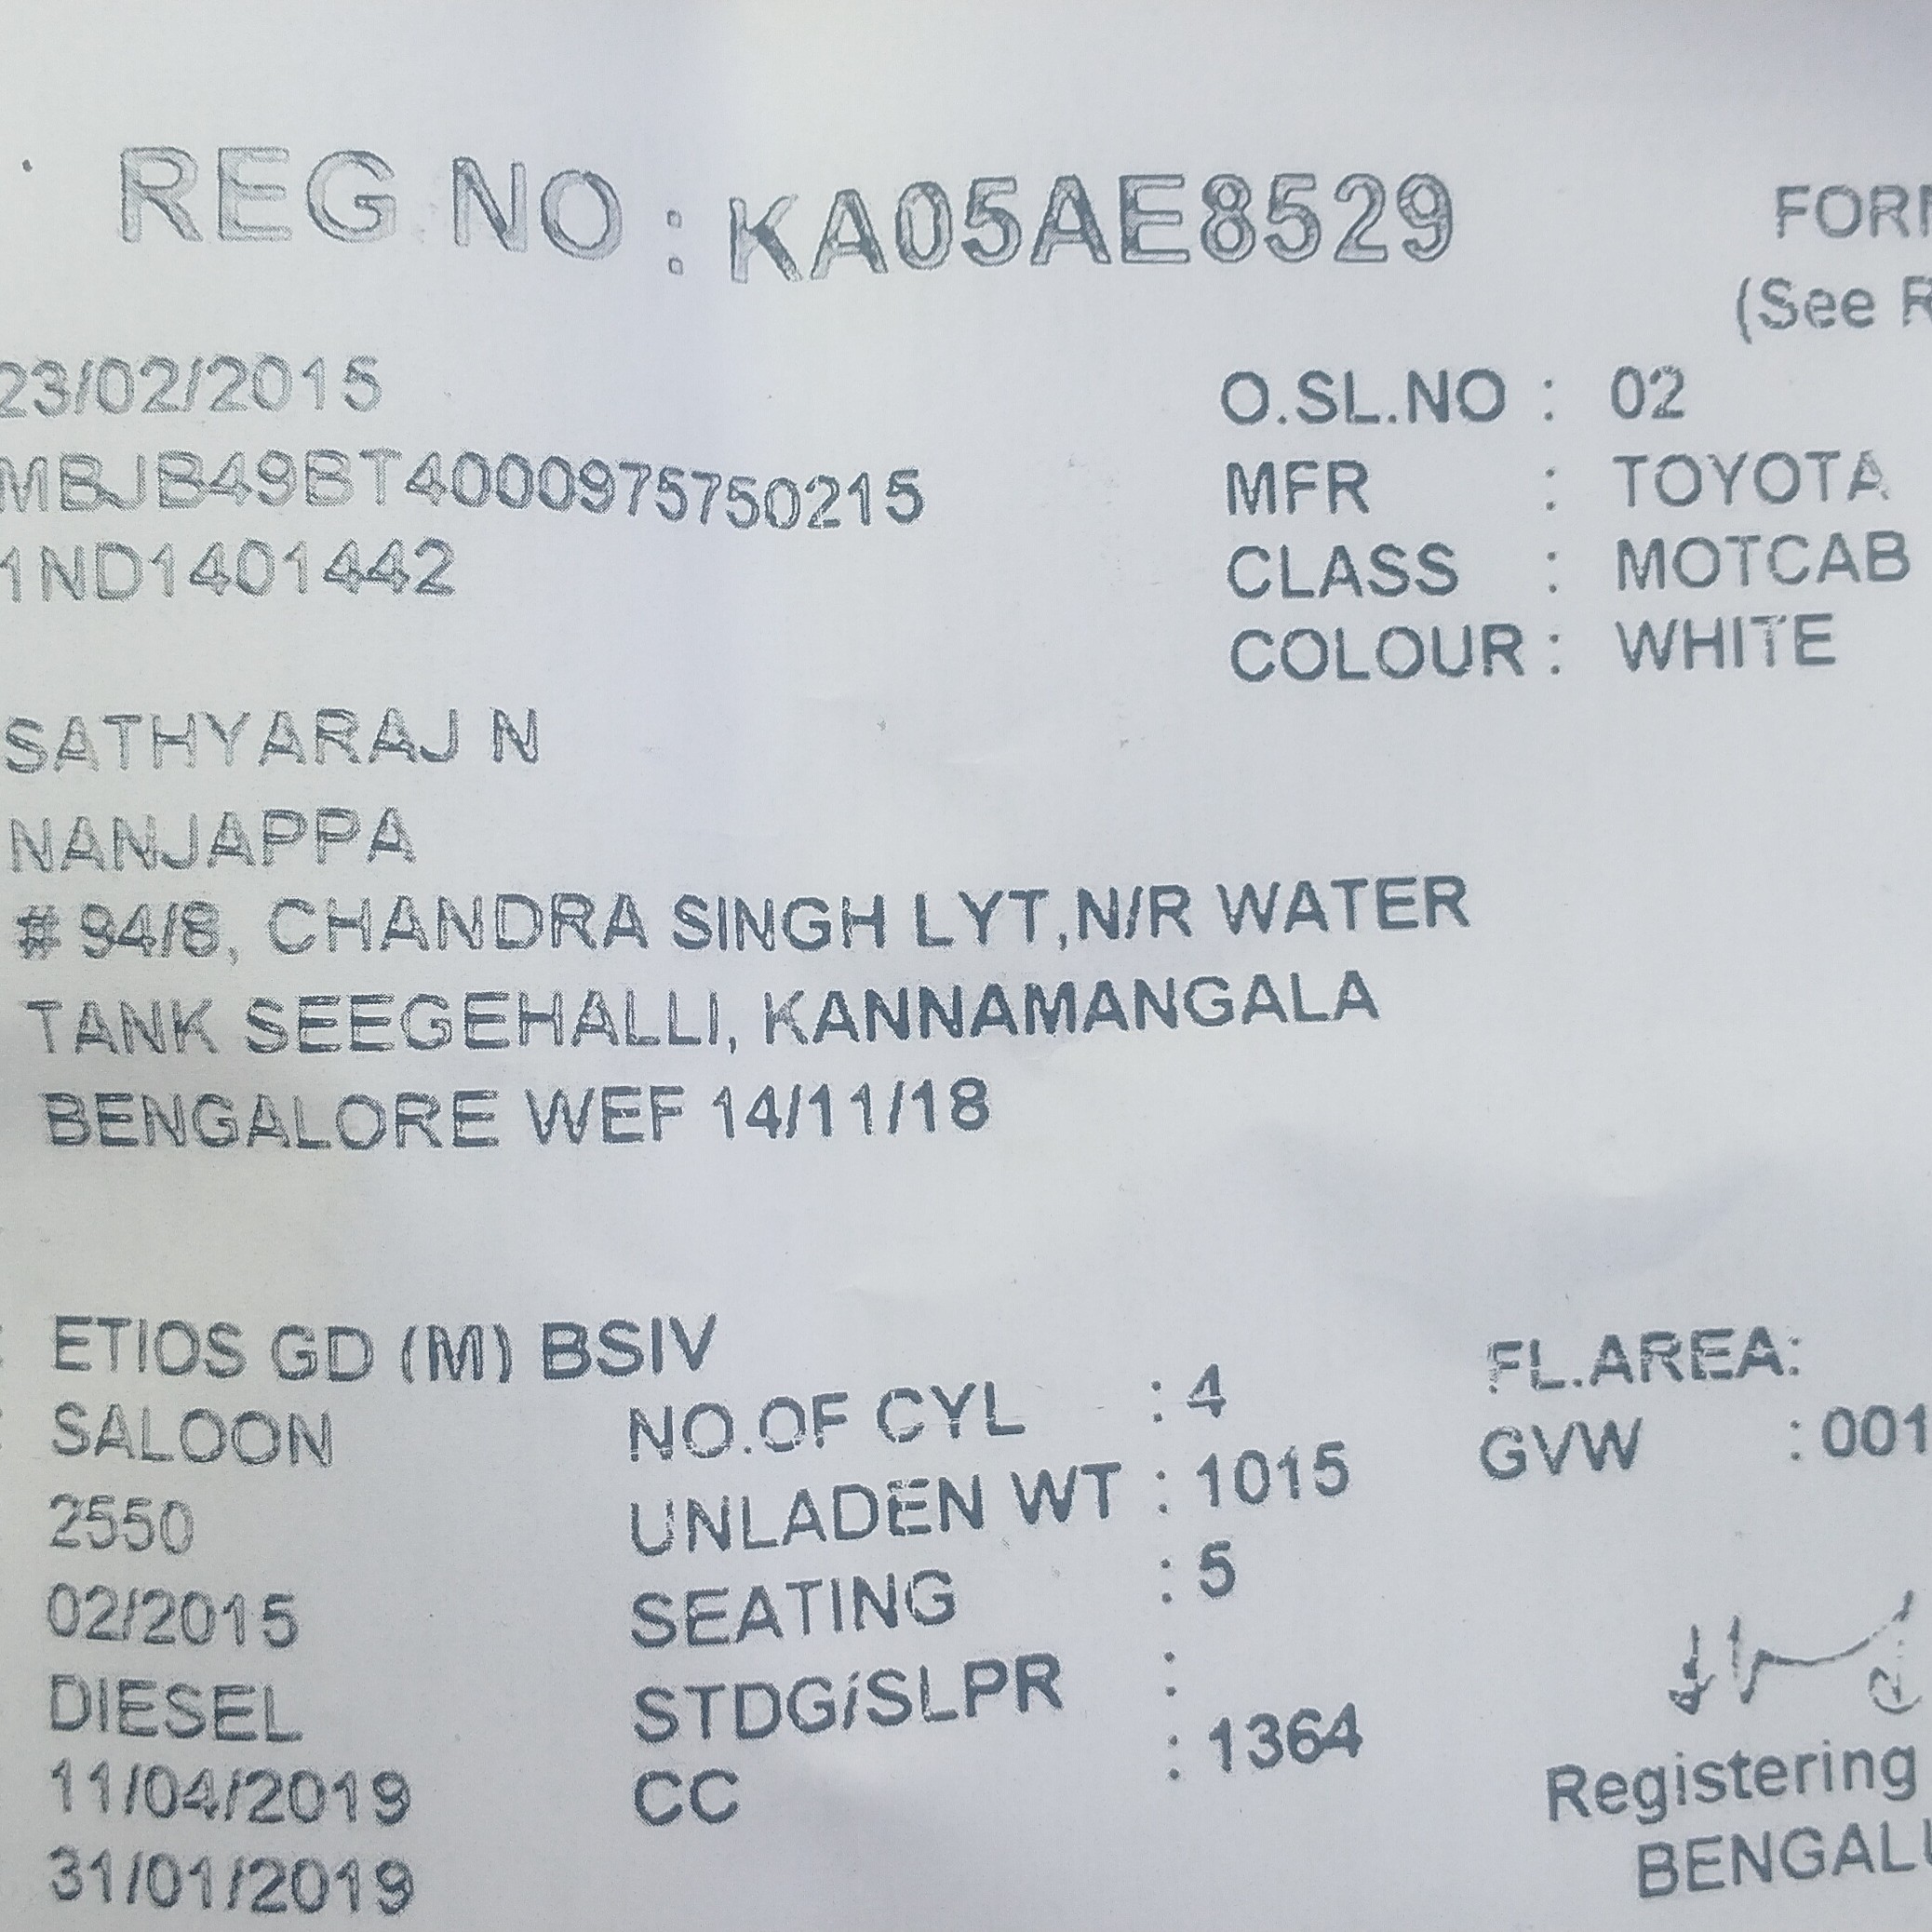 REG NO : KA05AE8529
FORM
(See R
23/02/2015 O.SL.NO : 02
MBJB49BT4000975750215 MFR : TOYOTA
1ND1401442 CLASS : MOTCAB
COLOUR : WHITE
SATHYARAJ N
NANJAPPA
# 94/8, CHANDRA SINGH LYT,N/R WATER
TANK SEEGEHALLI, KANNAMANGALA
BENGALORE WEF 14/11/18
: ETIOS GD (M) BSIV FL.AREA:
: SALOON NO.OF CYL : 4 GVW : 001
2550 UNLADEN WT : 1015
02/2015 SEATING : 5
DIESEL STDG/SLPR :
11/04/2019 CC : 1364 Registering
31/01/2019 BENGALU